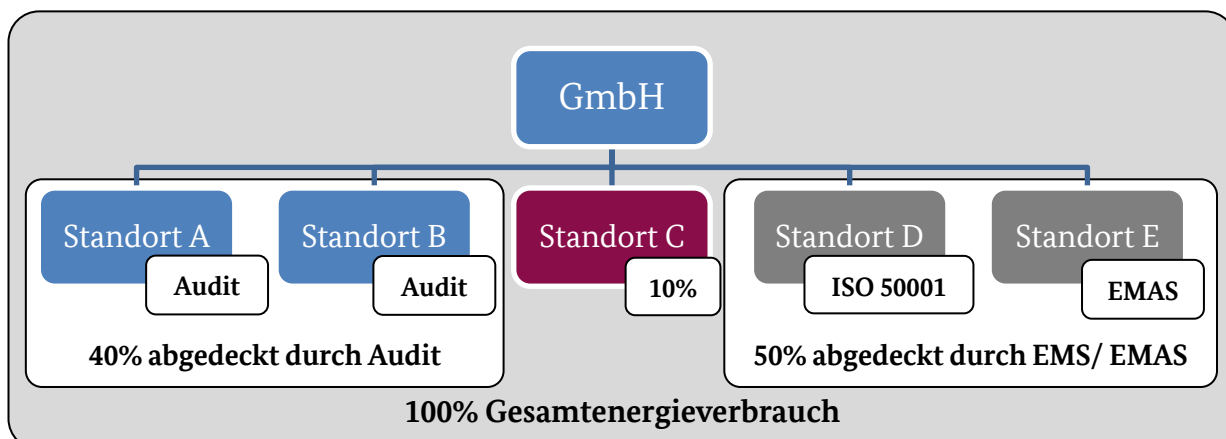 GmbH
Standort A
Audit
Standort B
Audit
40% abgedeckt durch Audit
Standort C
10%
Standort D
ISO 50001
Standort E
EMAS
50% abgedeckt durch EMS/ EMAS
100% Gesamtenergieverbrauch